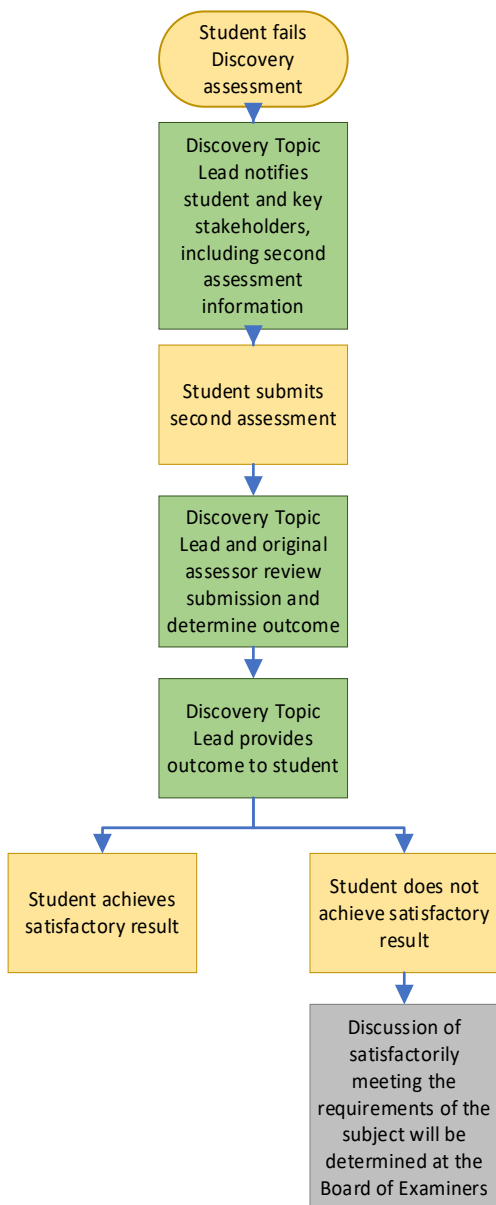 Student fails
Discovery
assessment
Discovery Topic
Lead notifies
student and key
stakeholders,
including second
assessment
information
Student submits
second assessment
Discovery Topic
Lead and original
assessor review
submission and
determine outcome
Discovery Topic
Lead provides
outcome to student
Student achieves
satisfactory result
Student does not
achieve satisfactory
result
Discussion of
satisfactorily
meeting the
requirements of the
subject will be
determined at the
Board of Examiners